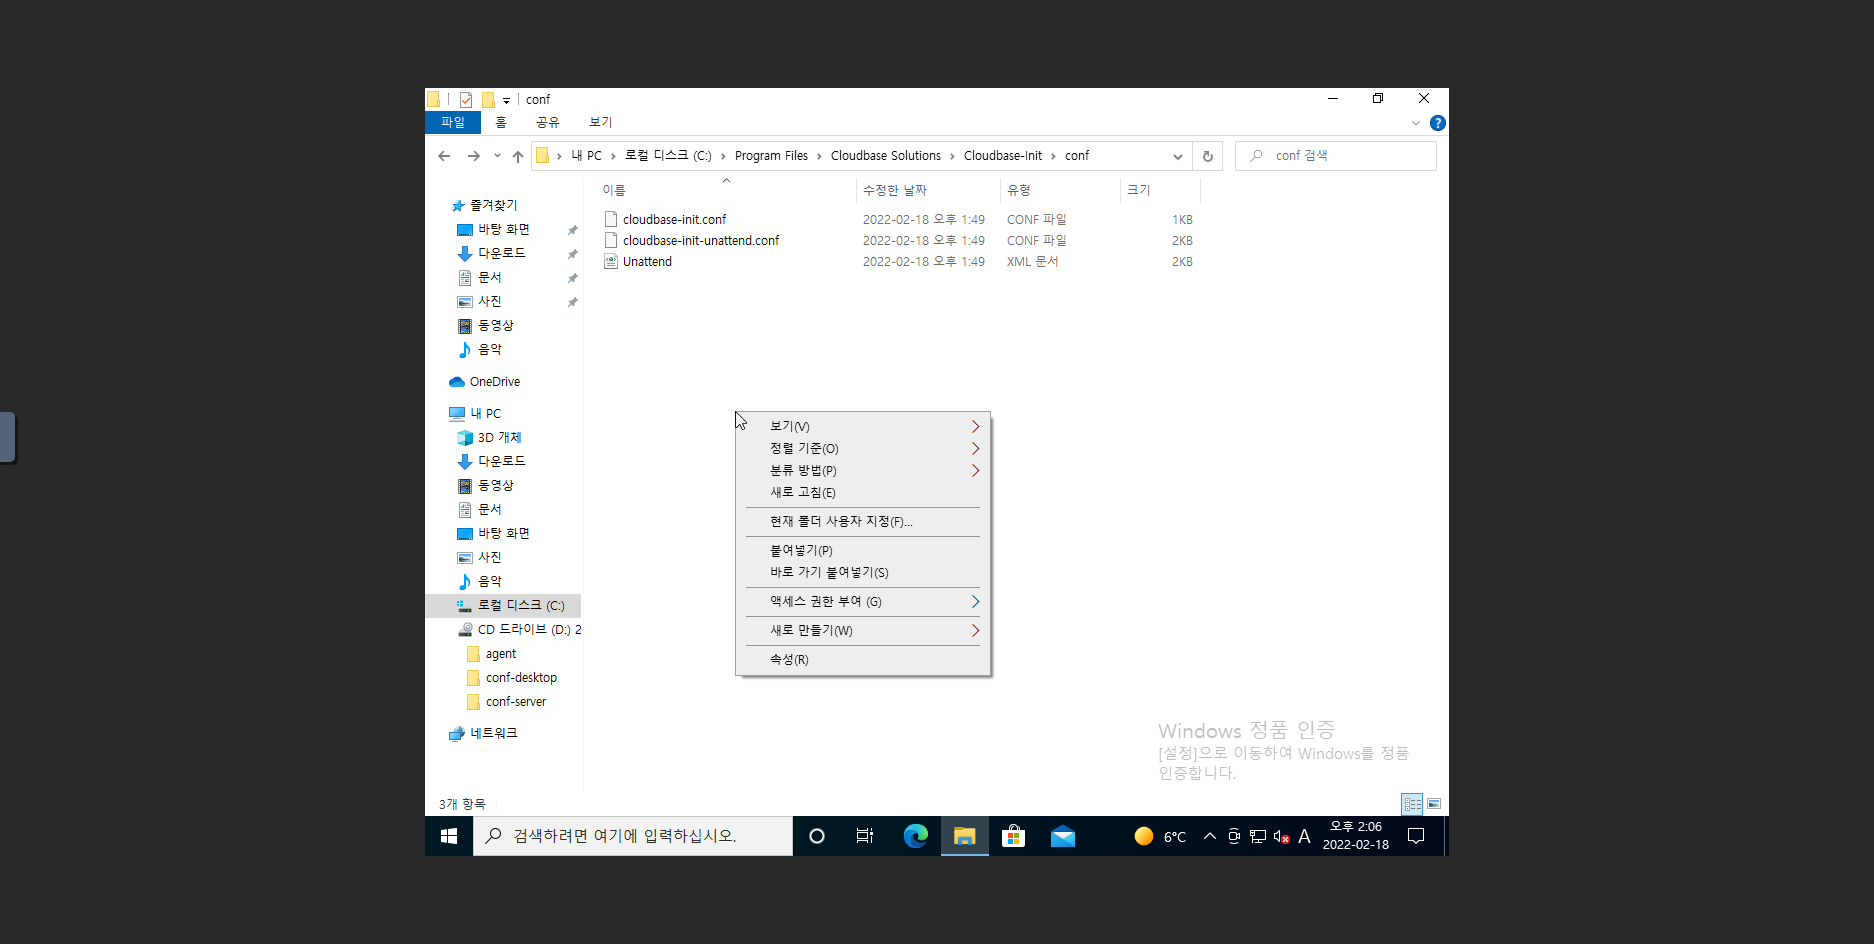 conf
파일 홈 공유 보기
내 PC 로컬 디스크 (C:) Program Files Cloudbase Solutions Cloudbase-Init conf
conf 검색
이름 수정한 날짜 유형 크기
cloudbase-init.conf 2022-02-18 오후 1:49 CONF 파일 1KB
cloudbase-init-unattend.conf 2022-02-18 오후 1:49 CONF 파일 2KB
Unattend 2022-02-18 오후 1:49 XML 문서 2KB
즐겨찾기
바탕 화면
다운로드
문서
사진
동영상
음악
OneDrive
내 PC
3D 개체
다운로드
동영상
문서
바탕 화면
사진
음악
로컬 디스크 (C:)
CD 드라이브 (D:) 2
agent
conf-desktop
conf-server
네트워크
보기(V)
정렬 기준(O)
분류 방법(P)
새로 고침(E)
현재 폴더 사용자 지정(F)...
붙여넣기(P)
바로 가기 붙여넣기(S)
액세스 권한 부여 (G)
새로 만들기(W)
속성(R)
Windows 정품 인증
[설정]으로 이동하여 Windows를 정품
인증합니다.
3개 항목
검색하려면 여기에 입력하십시오.
6°C
A
오후 2:06
2022-02-18